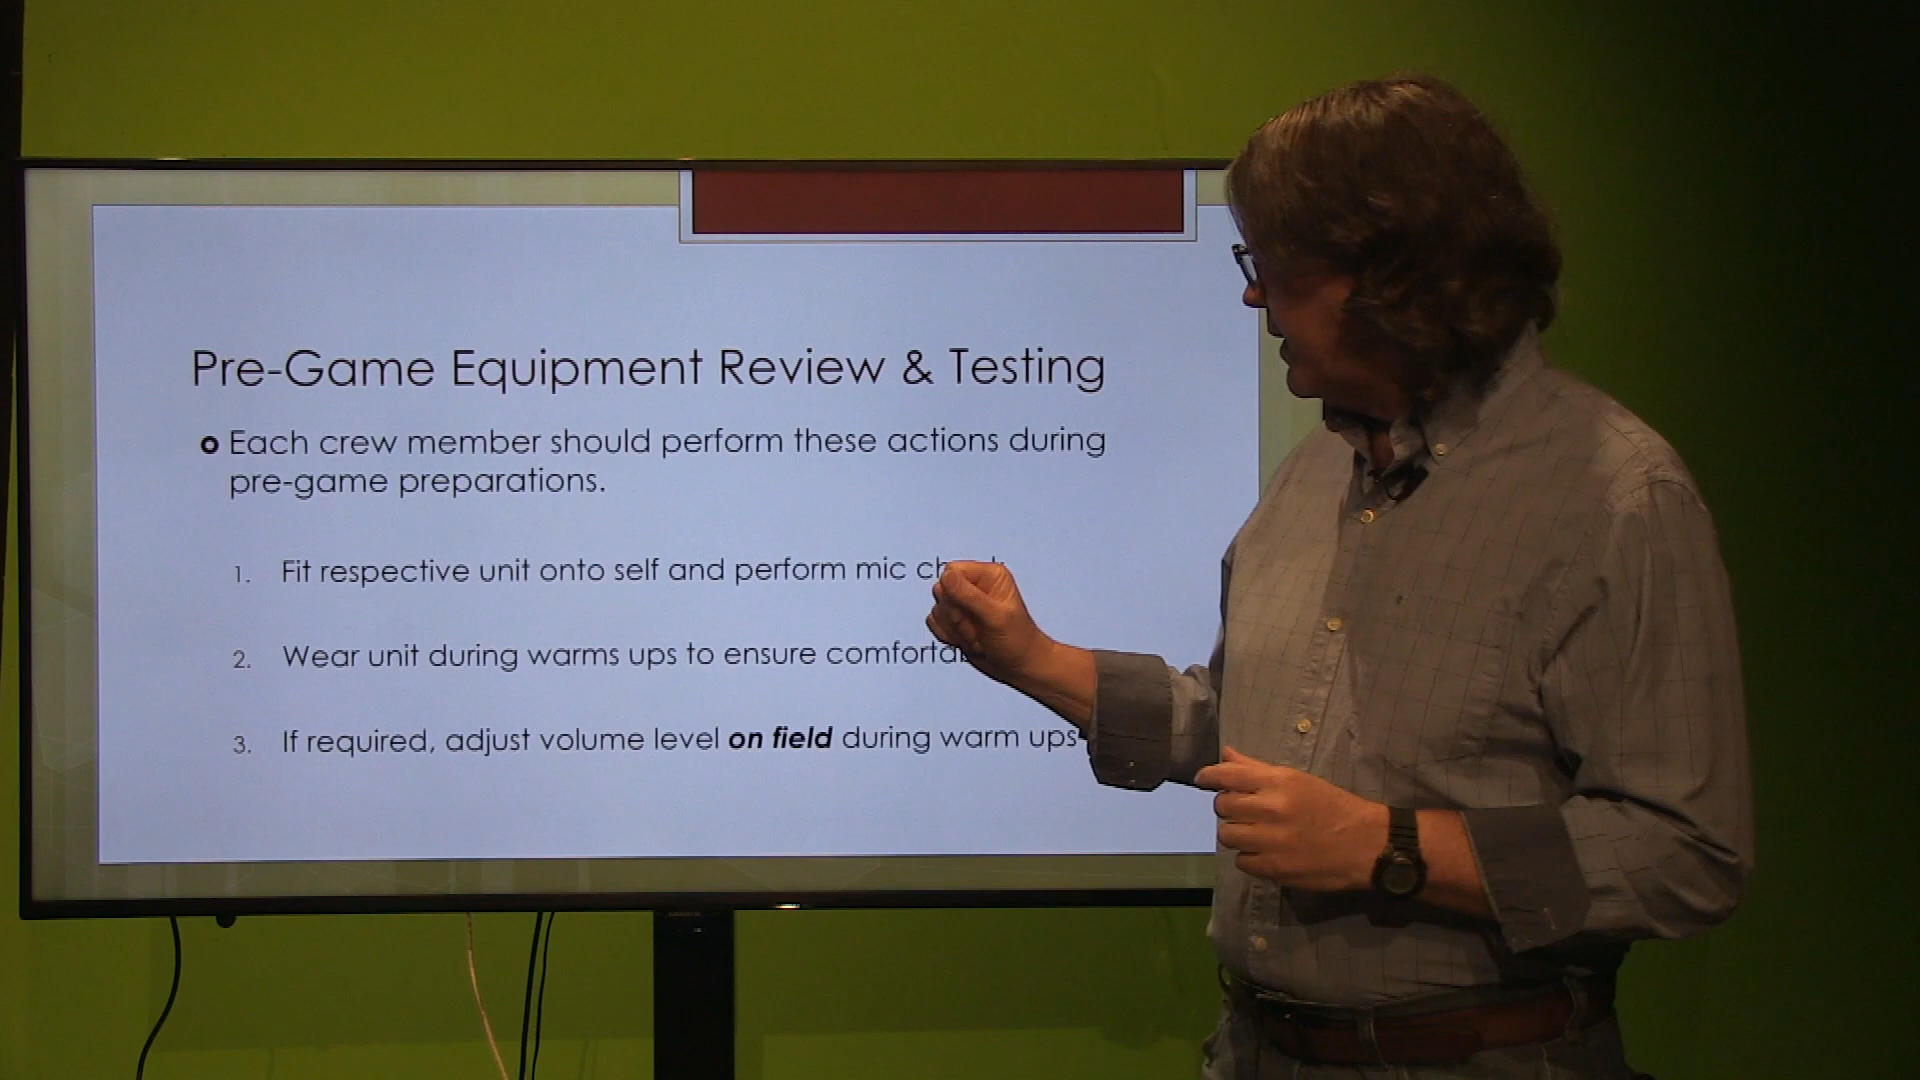 Pre-Game Equipment Review & Testing
Each crew member should perform these actions during
pre-game preparations.
1. Fit respective unit onto self and perform mic
2. Wear unit during warms ups to ensure
3. If required, adjust volume level on field during warm ups